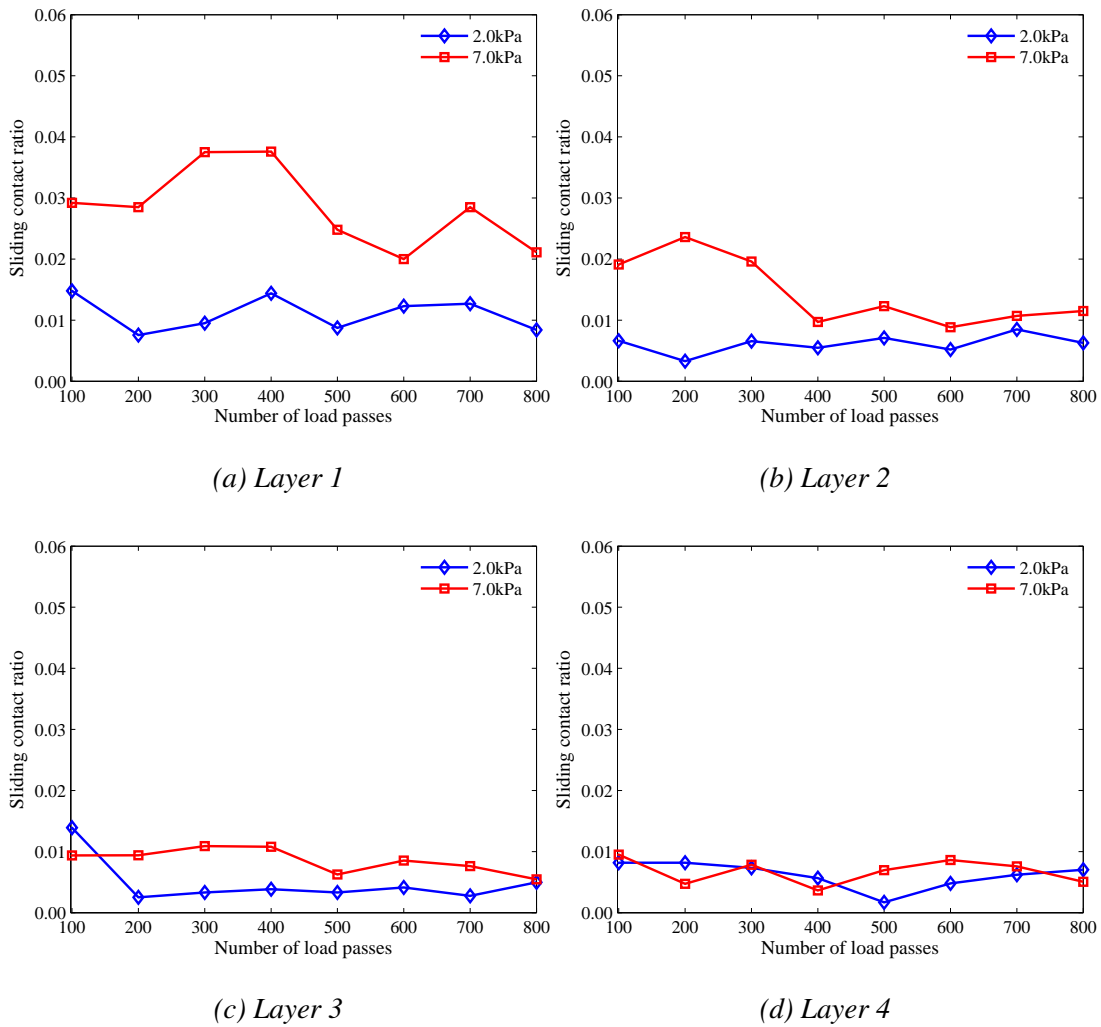 0.06
0.05
0.04
0.03
0.02
0.01
0.00
Sliding contact ratio
2.0kPa
7.0kPa
100 200 300 400 500 600 700 800
Number of load passes
(a) Layer 1
0.06
0.05
0.04
0.03
0.02
0.01
0.00
Sliding contact ratio
2.0kPa
7.0kPa
100 200 300 400 500 600 700 800
Number of load passes
(b) Layer 2
0.06
0.05
0.04
0.03
0.02
0.01
0.00
Sliding contact ratio
2.0kPa
7.0kPa
100 200 300 400 500 600 700 800
Number of load passes
(c) Layer 3
0.06
0.05
0.04
0.03
0.02
0.01
0.00
Sliding contact ratio
2.0kPa
7.0kPa
100 200 300 400 500 600 700 800
Number of load passes
(d) Layer 4